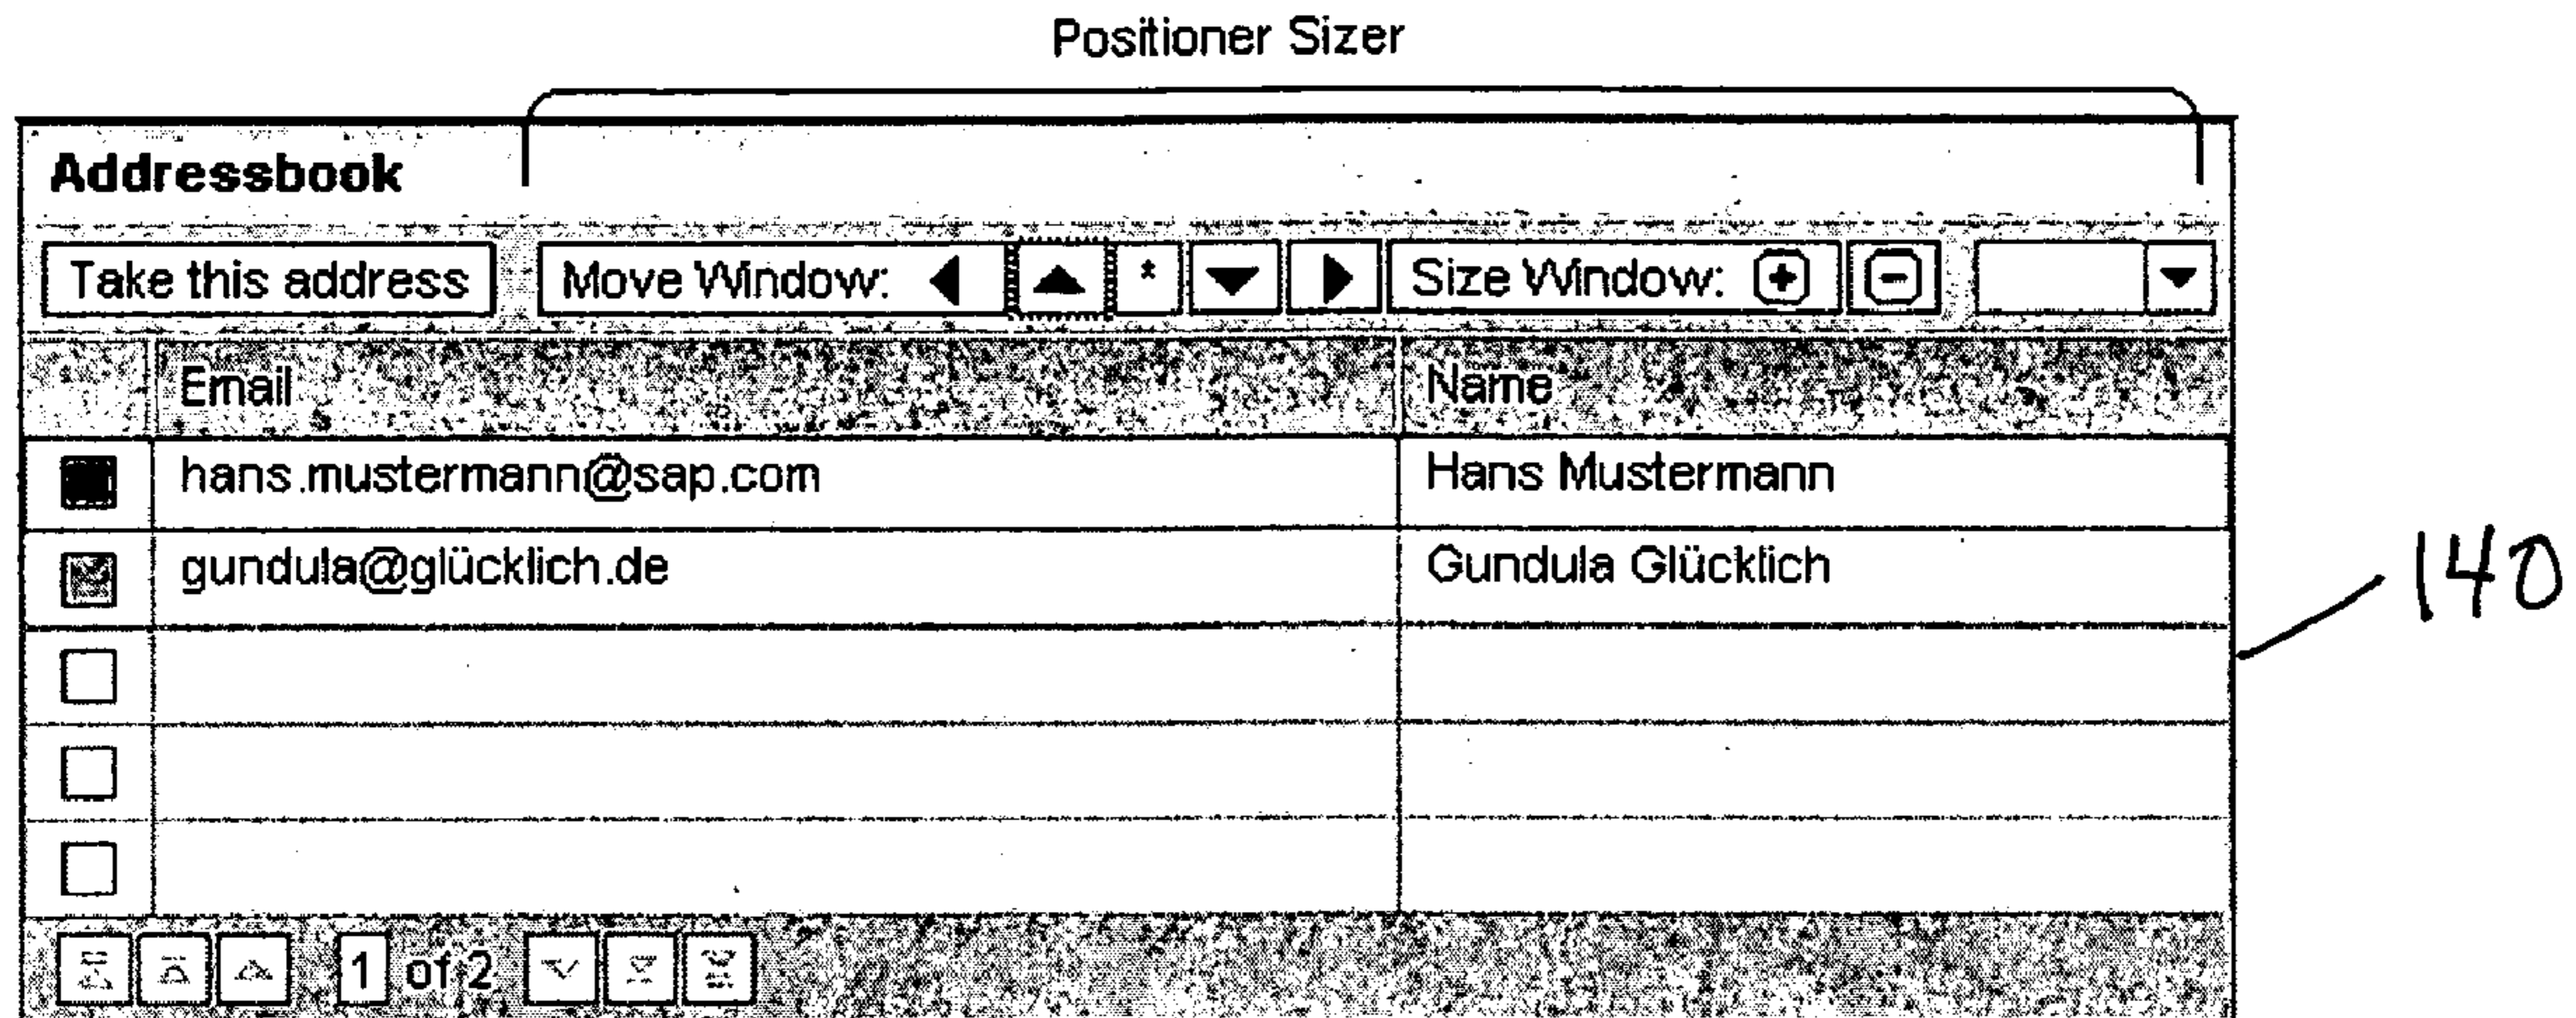 Positioner Sizer
Addressbook
Take this address Move Window: * Size Window: + -
Email Name
hans.mustermann@sap.com Hans Mustermann
gundula@glücklich.de Gundula Glücklich
140
1 of 2